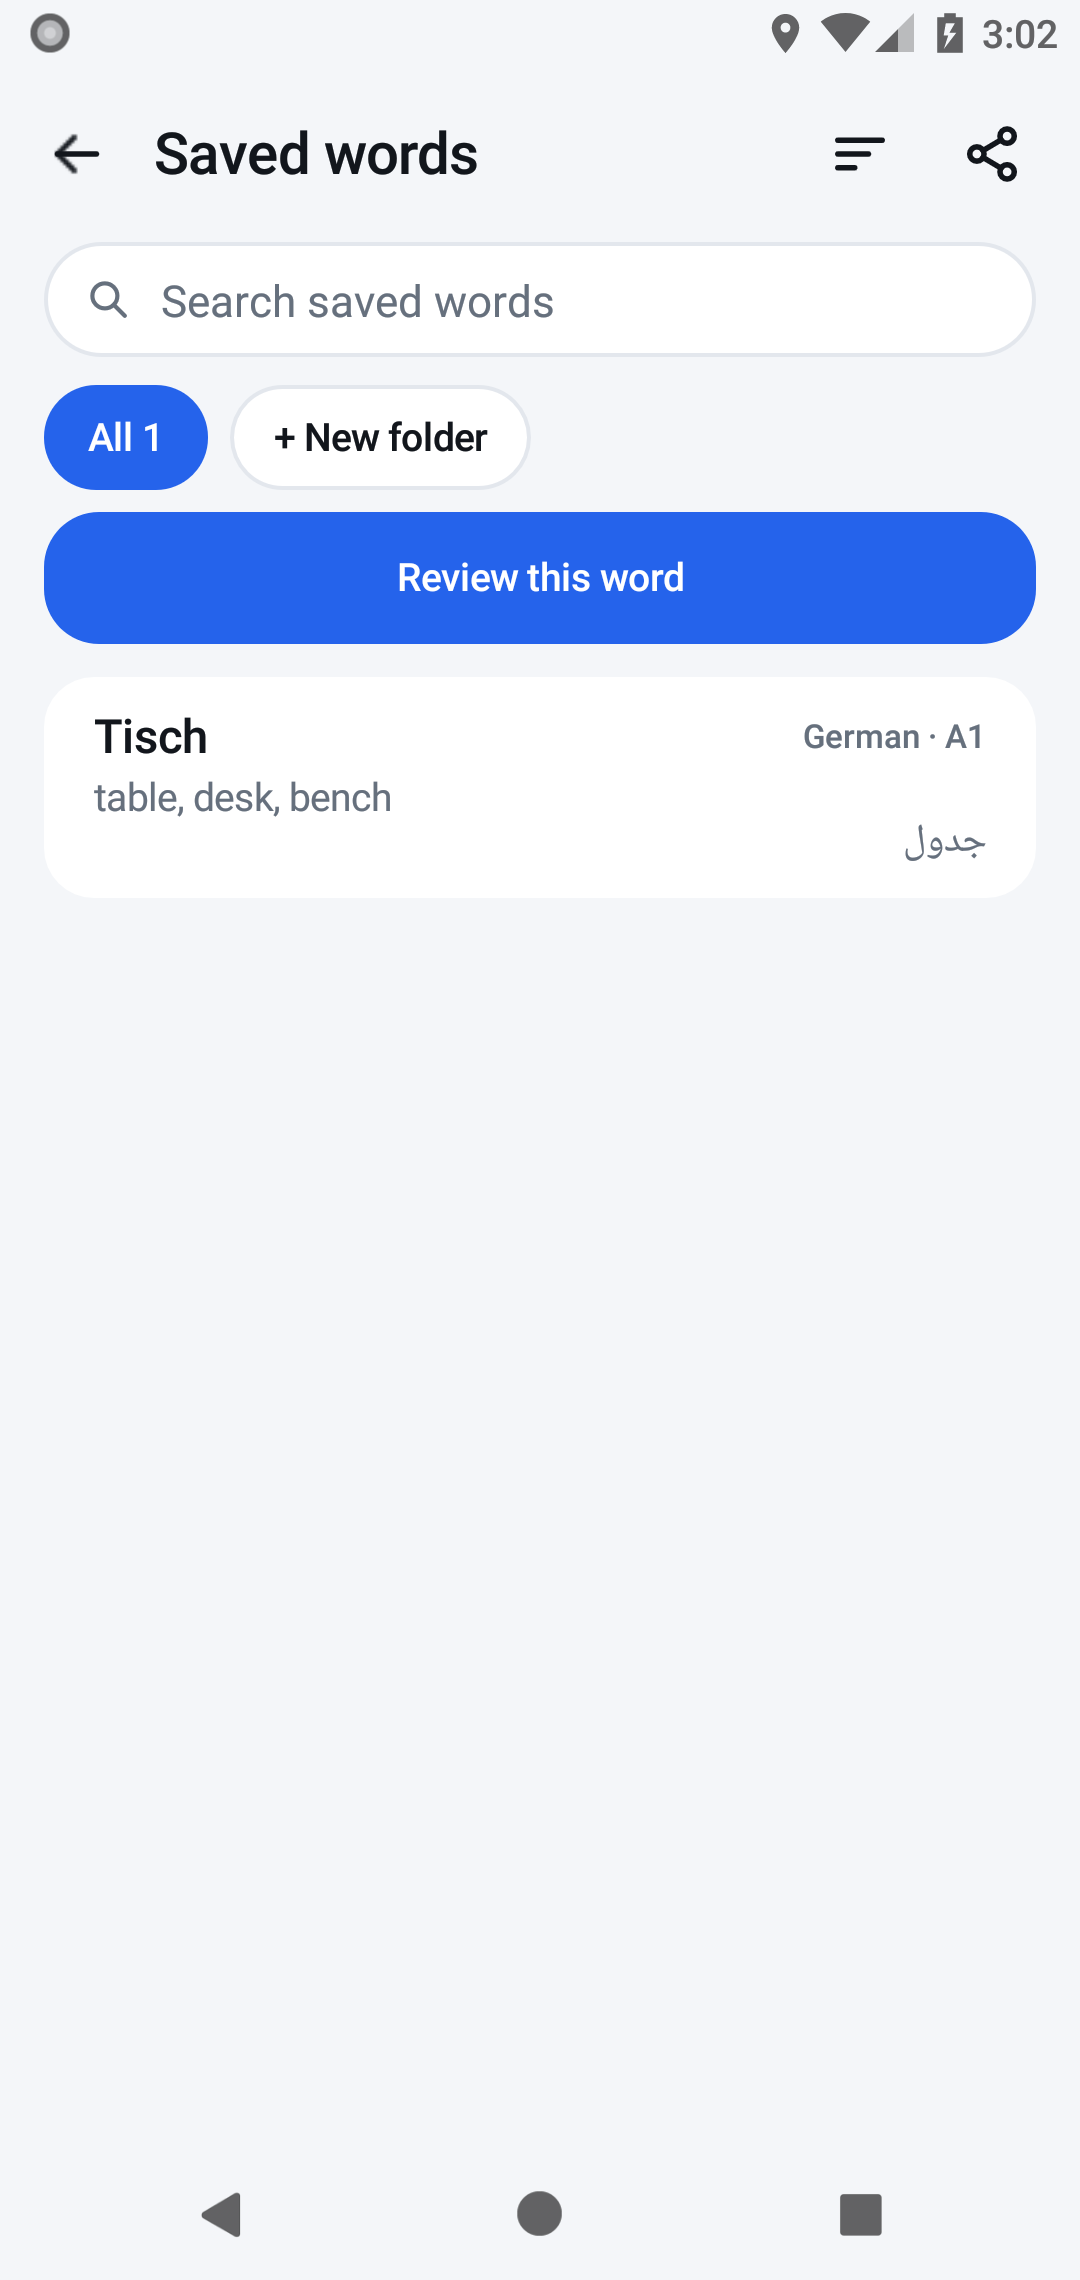 3:02
Saved words
Search saved words
All 1
+ New folder
Review this word
Tisch
German · A1
table, desk, bench
جدول